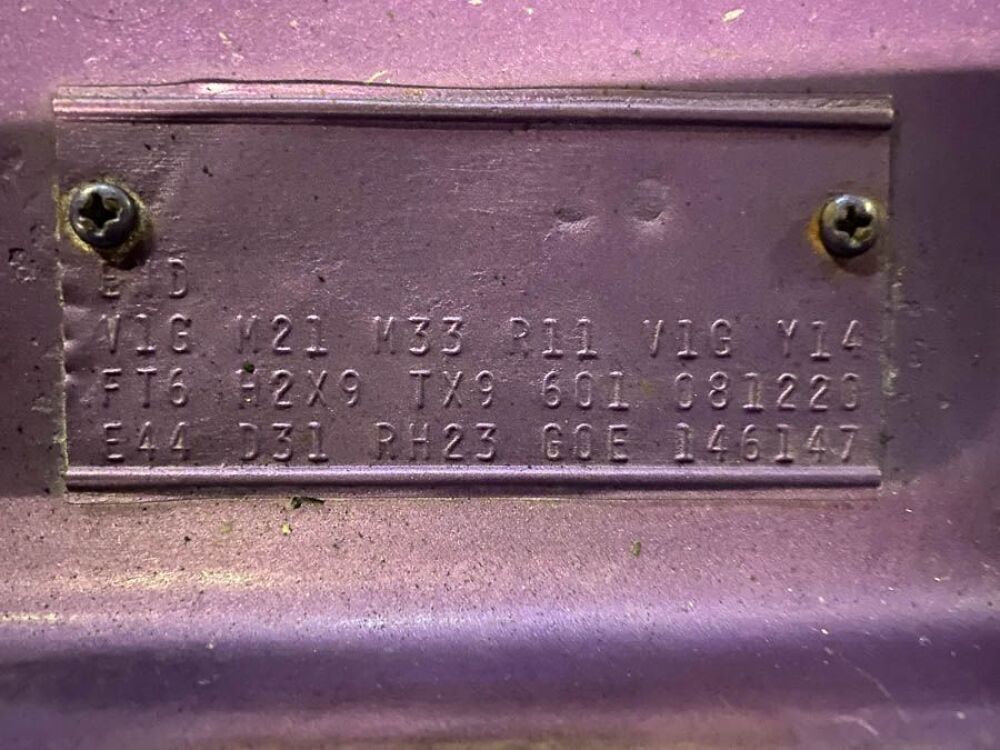 END
V1G M21 M33 R11 V1G Y14
FT6 H2X9 TX9 601 081220
E44 D31 RH23 G0E 146147